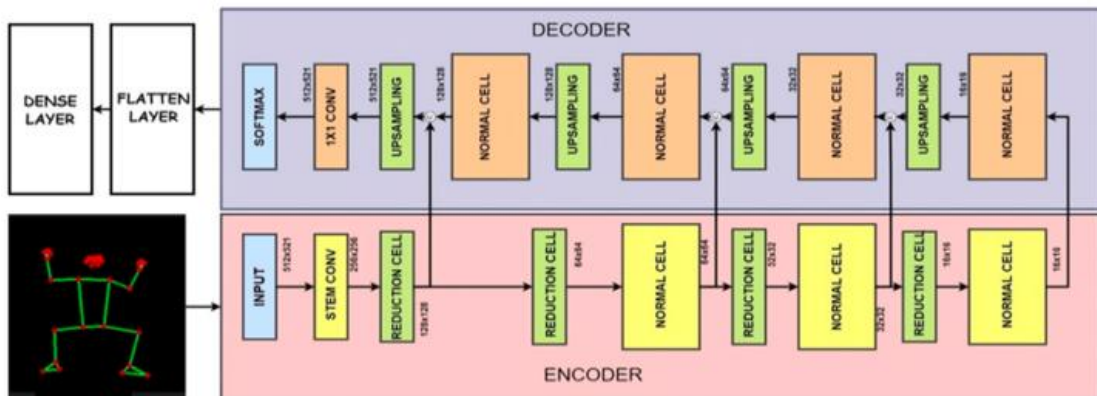 DECODER
DENSE
LAYER
FLATTEN
LAYER
SOFTMAX
512x521
1X1 CONV
512x521
UPSAMPLING
128x128
NORMAL CELL
128x128
UPSAMPLING
64x64
NORMAL CELL
64x64
UPSAMPLING
32x32
NORMAL CELL
32x32
UPSAMPLING
16x16
NORMAL CELL
INPUT
512x521
STEM CONV
256x256
REDUCTION CELL
128x128
REDUCTION CELL
64x64
NORMAL CELL
64x64
REDUCTION CELL
32x32
NORMAL CELL
32x32
REDUCTION CELL
16x16
NORMAL CELL
16x16
ENCODER